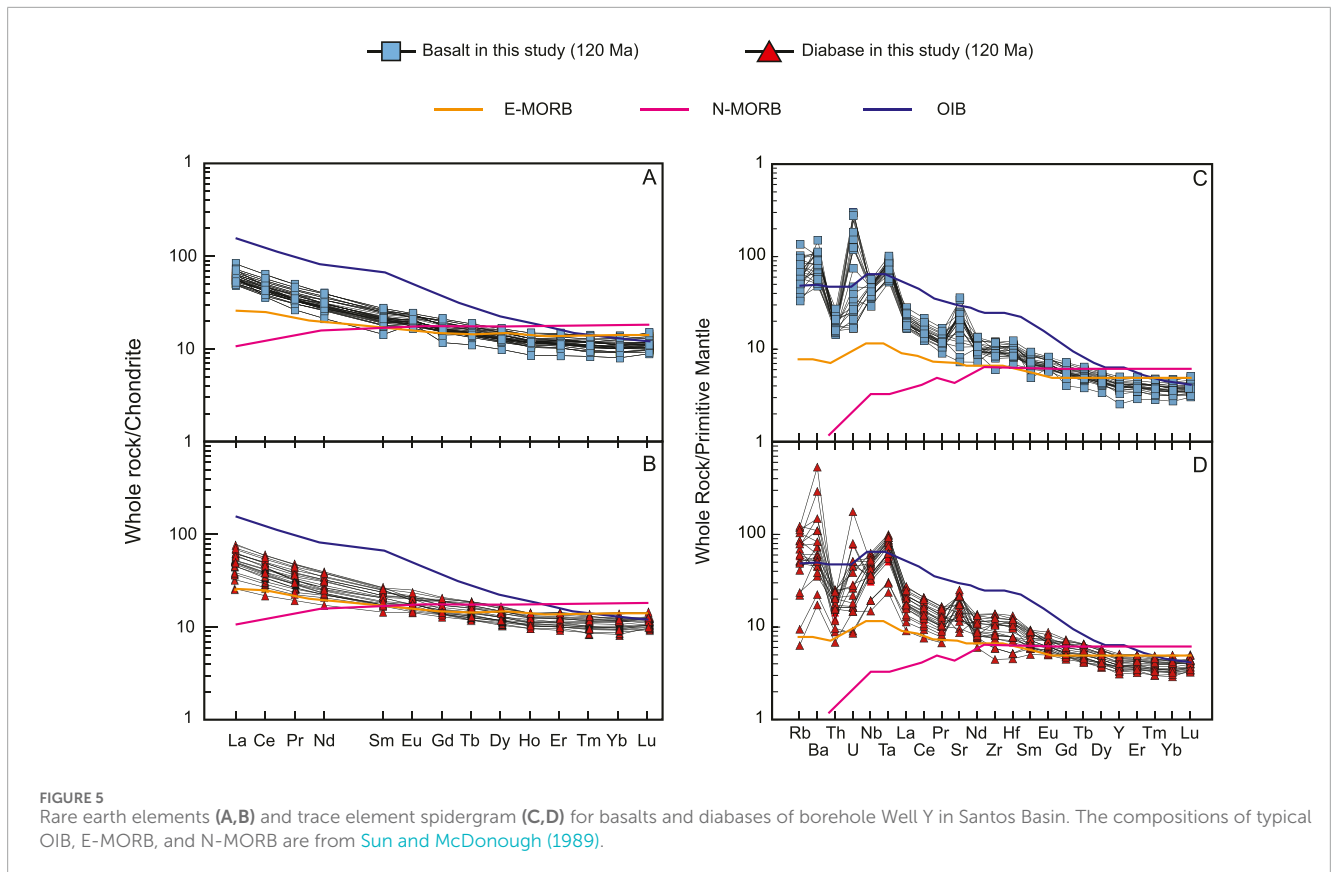 Basalt in this study (120 Ma)
Diabase in this study (120 Ma)
E-MORB
N-MORB
OIB
Whole rock/Chondrite
1
100
10
1
A
100
10
1
B
La Ce Pr Nd Sm Eu Gd Tb Dy Ho Er Tm Yb Lu
Whole Rock/Primitive Mantle
1
100
10
1
C
100
10
1
D
Rb Th Nb La Pr Nd Hf Eu Tb Y Tm Lu
Ba U Ta Ce Sr Zr Sm Gd Dy Er Yb
FIGURE 5
Rare earth elements (A,B) and trace element spidergram (C,D) for basalts and diabases of borehole Well Y in Santos Basin. The compositions of typical
OIB, E-MORB, and N-MORB are from Sun and McDonough (1989).